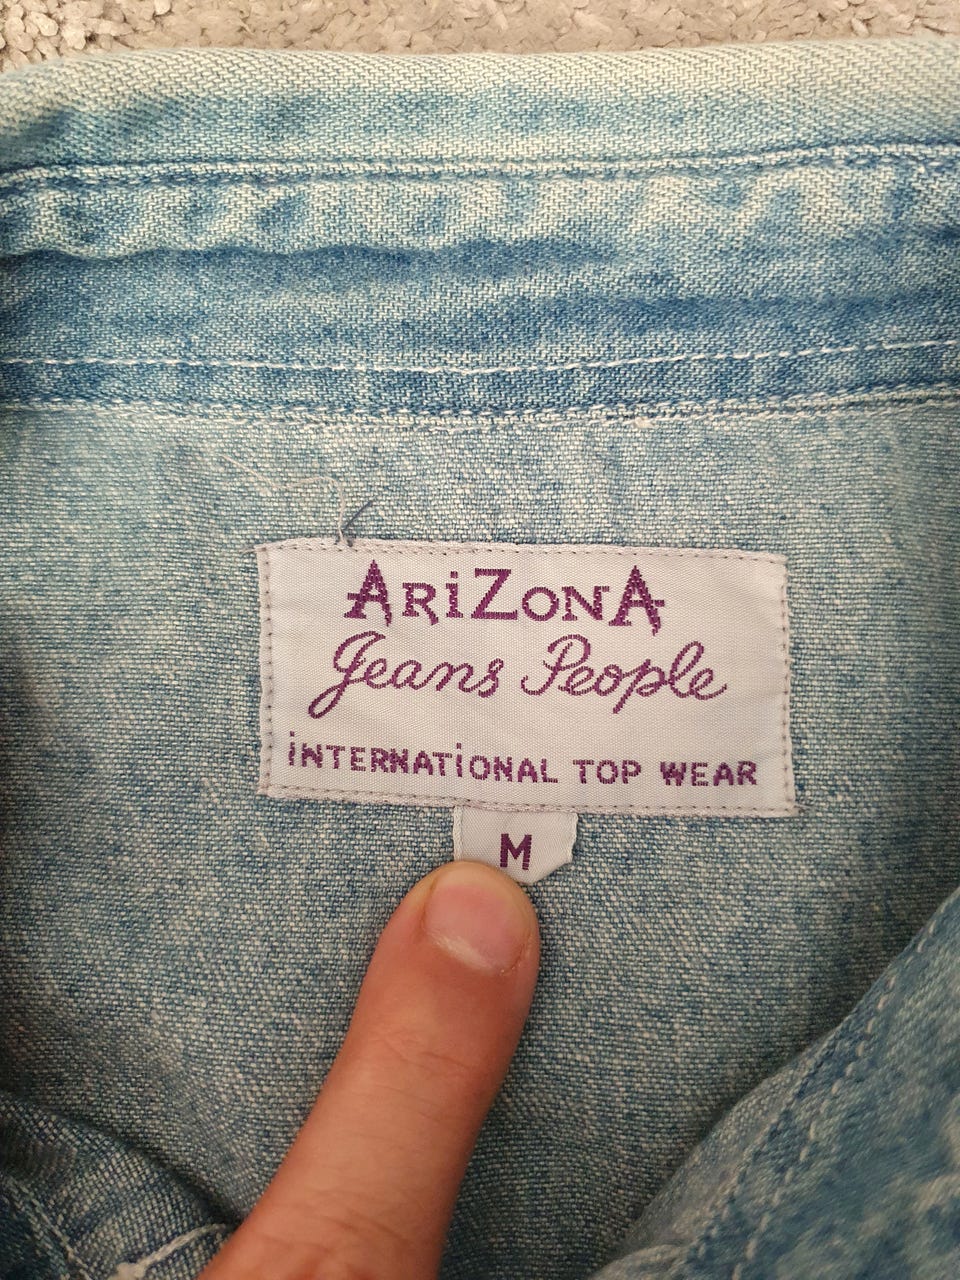 ARiZONA
Jeans People
iNTERNATiONAL TOP WEAR
M